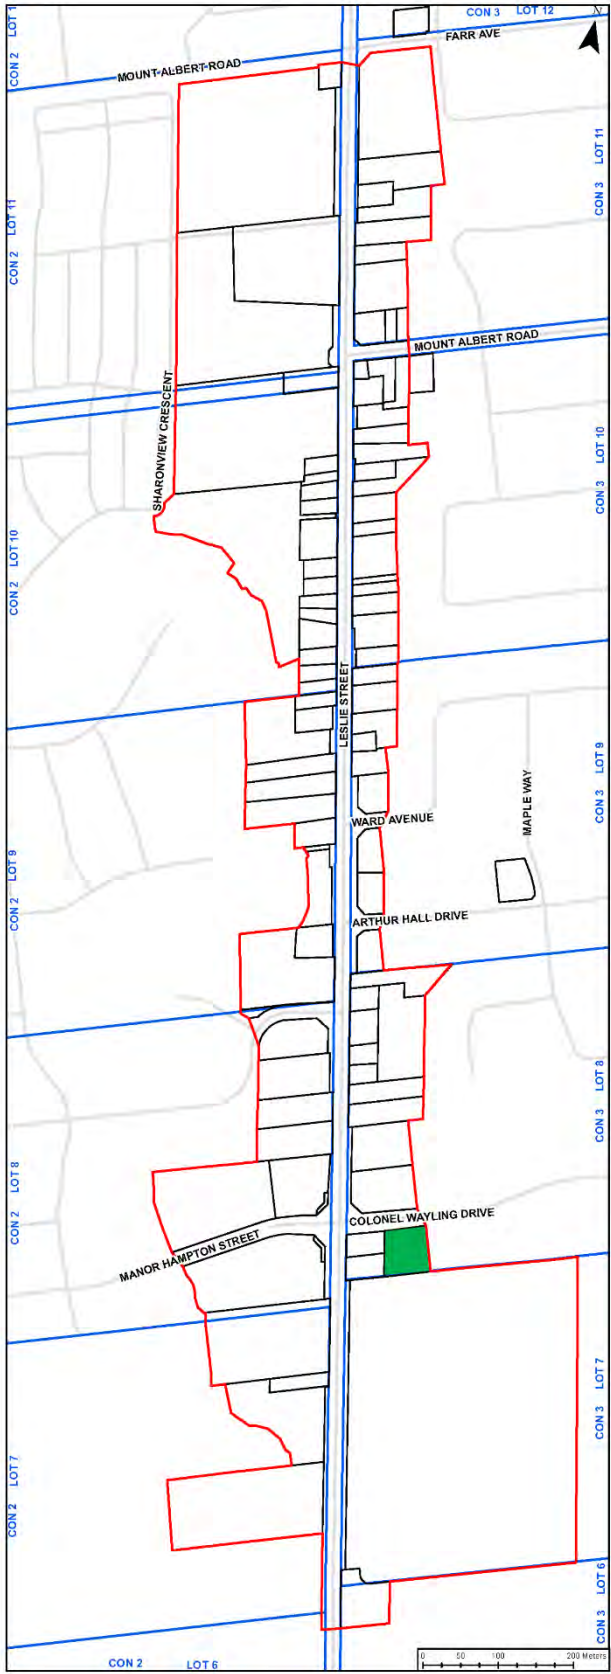 CON 3 LOT 12
N
LOT 1
CON 2
FARR AVE
MOUNT ALBERT ROAD
LOT 11
CON 3
LOT 11
CON 2
MOUNT ALBERT ROAD
SHARONVIEW CRESCENT
LOT 10
CON 3
LOT 10
CON 2
LESLIE STREET
LOT 9
CON 3
MAPLE WAY
WARD AVENUE
LOT 9
CON 2
ARTHUR HALL DRIVE
LOT 8
CON 3
LOT 8
CON 2
COLONEL WAYLING DRIVE
MANOR HAMPTON STREET
LOT 7
CON 3
LOT 7
CON 2
LOT 6
CON 3
CON 2 LOT 6
0 50 100 200 Meters